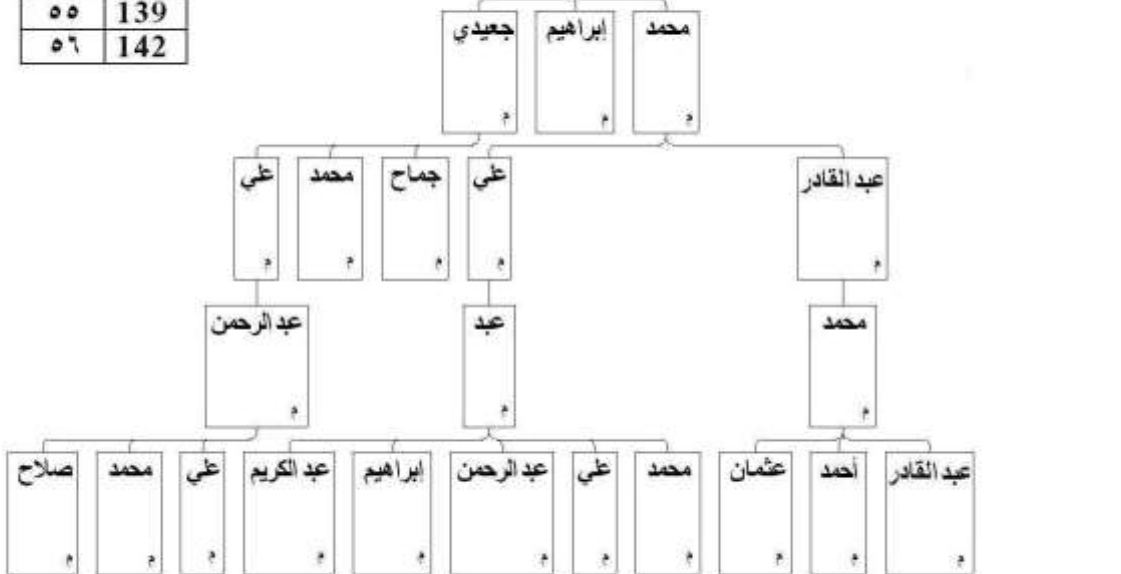 ٥٥ 139
٥٦ 142
محمد إبراهيم جعيدي
م م م
عبد القادر علي جماح محمد علي
م م م م م
محمد عبد عبد الرحمن
م م م
عبد القادر أحمد عثمان محمد علي عبد الرحمن إبراهيم عبد الكريم علي محمد صلاح
م م م م م م م م م م م